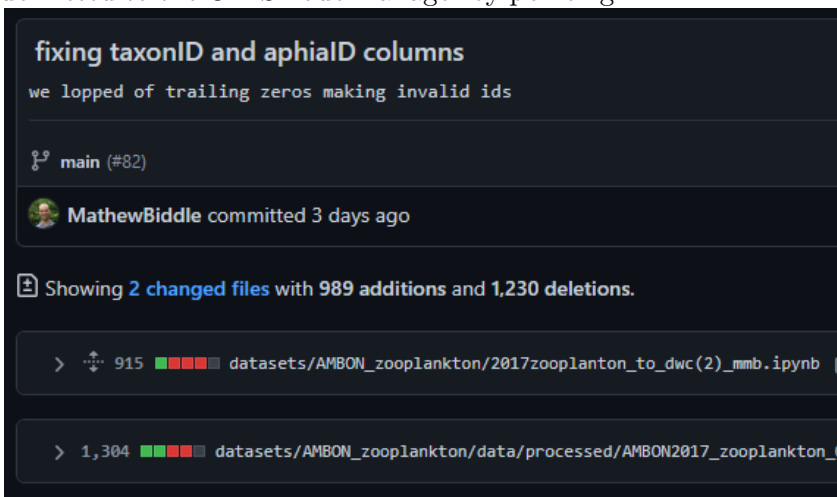 fixing taxonID and aphiaID columns
we lopped of trailing zeros making invalid ids
main (#82)
MathewBiddle committed 3 days ago
Showing 2 changed files with 989 additions and 1,230 deletions.
915 datasets/AMBON_zooplankton/2017zooplanton_to_dwc(2)_mmb.ipynb
1,304 datasets/AMBON_zooplankton/data/processed/AMBON2017_zooplankton_